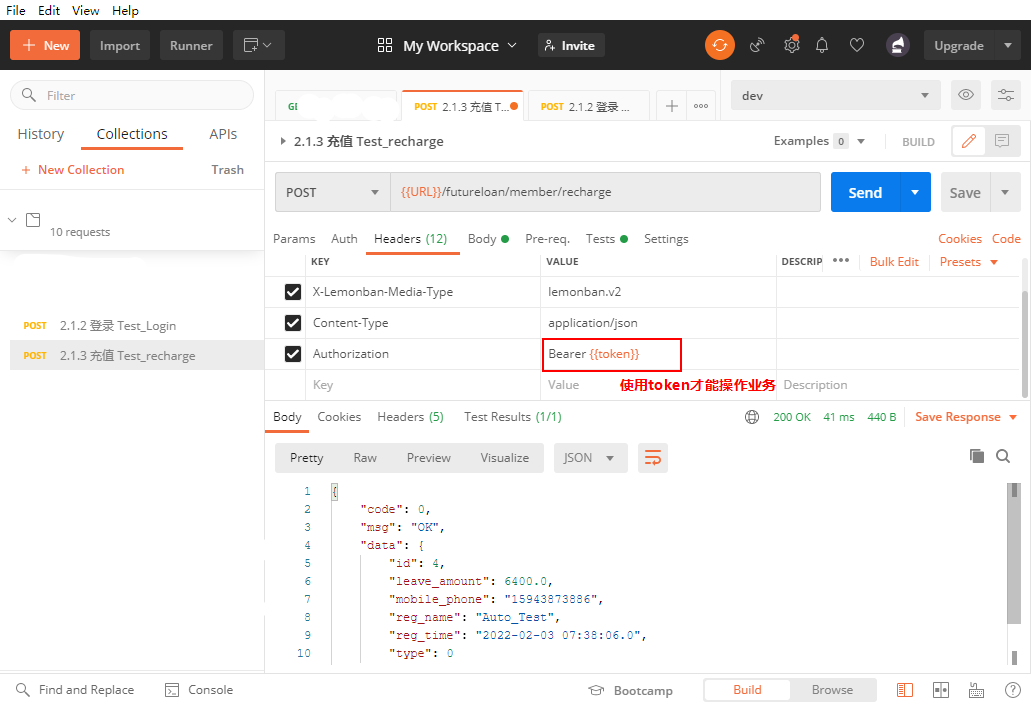 File Edit View Help
New Import Runner My Workspace Invite Upgrade
Filter
History Collections APIs
New Collection Trash
10 requests
POST 2.1.2 登录 Test_Login
POST 2.1.3 充值 Test_recharge
POST 2.1.3 充值 T... POST 2.1.2 登录 ... dev
2.1.3 充值 Test_recharge Examples 0 BUILD
POST {{URL}}/futureloan/member/recharge Send Save
Params Auth Headers (12) Body Pre-req. Tests Settings Cookies Code
KEY VALUE DESCRIP Bulk Edit Presets
X-Lemonban-Media-Type lemonban.v2
Content-Type application/json
Authorization Bearer {{token}}
Key Value 使用token才能操作业务 Description
Body Cookies Headers (5) Test Results (1/1) 200 OK 41 ms 440 B Save Response
Pretty Raw Preview Visualize JSON
1 {
2 "code": 0,
3 "msg": "OK",
4 "data": {
5 "id": 4,
6 "leave_amount": 6400.0,
7 "mobile_phone": "15943873886",
8 "reg_name": "Auto_Test",
9 "reg_time": "2022-02-03 07:38:06.0",
10 "type": 0
Find and Replace Console Bootcamp Build Browse